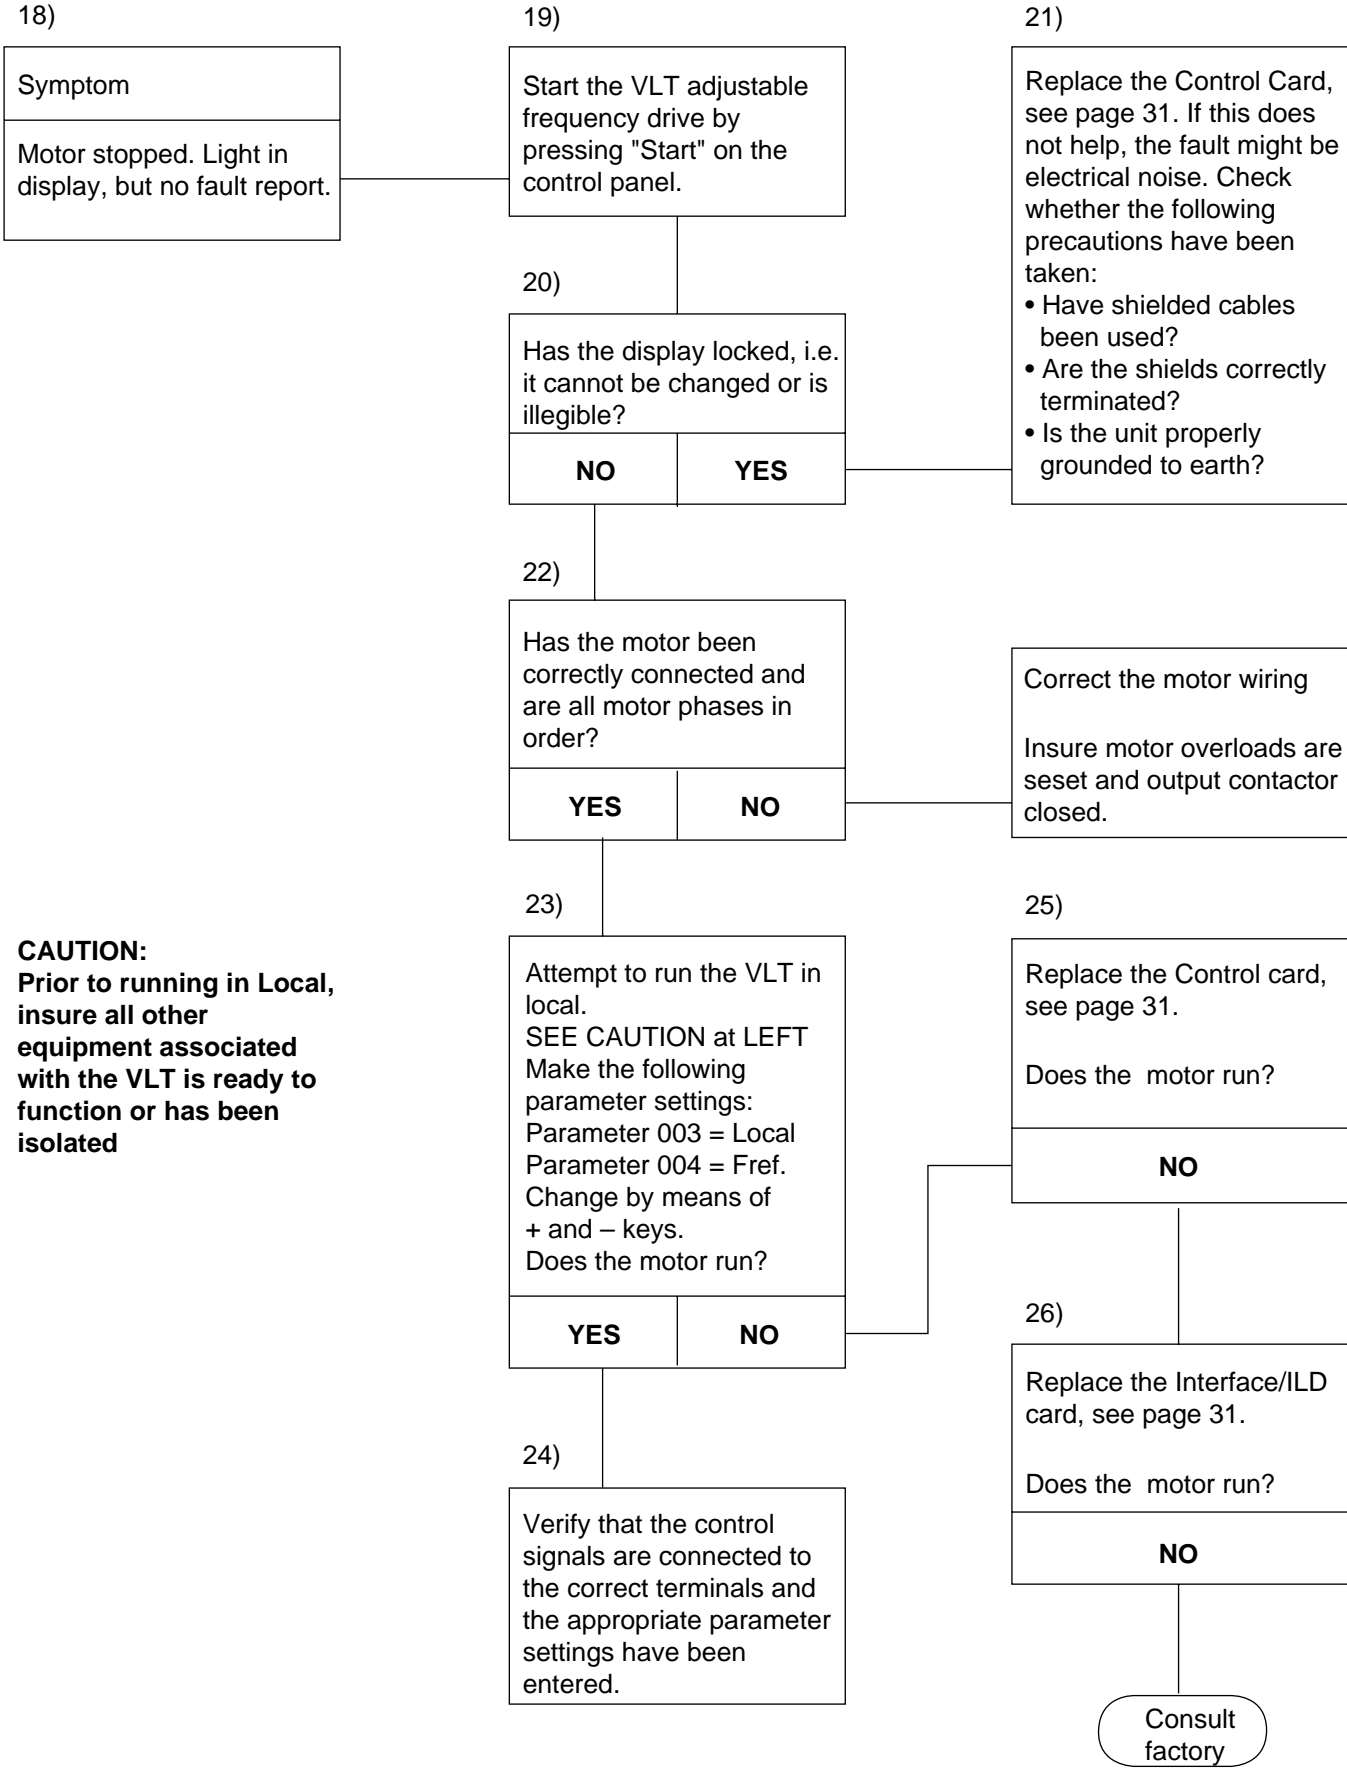 18)
Symptom
Motor stopped. Light in
display, but no fault report.
19)
Start the VLT adjustable
frequency drive by
pressing "Start" on the
control panel.
20)
Has the display locked, i.e.
it cannot be changed or is
illegible?
NO
YES
21)
Replace the Control Card,
see page 31. If this does
not help, the fault might be
electrical noise. Check
whether the following
precautions have been
taken:
• Have shielded cables
been used?
• Are the shields correctly
terminated?
• Is the unit properly
grounded to earth?
22)
Has the motor been
correctly connected and
are all motor phases in
order?
YES
NO
Correct the motor wiring
Insure motor overloads are
seset and output contactor
closed.
CAUTION:
Prior to running in Local,
insure all other
equipment associated
with the VLT is ready to
function or has been
isolated
23)
Attempt to run the VLT in
local.
SEE CAUTION at LEFT
Make the following
parameter settings:
Parameter 003 = Local
Parameter 004 = Fref.
Change by means of
+ and – keys.
Does the motor run?
YES
NO
24)
Verify that the control
signals are connected to
the correct terminals and
the appropriate parameter
settings have been
entered.
25)
Replace the Control card,
see page 31.
Does the  motor run?
NO
26)
Replace the Interface/ILD
card, see page 31.
Does the  motor run?
NO
Consult
factory